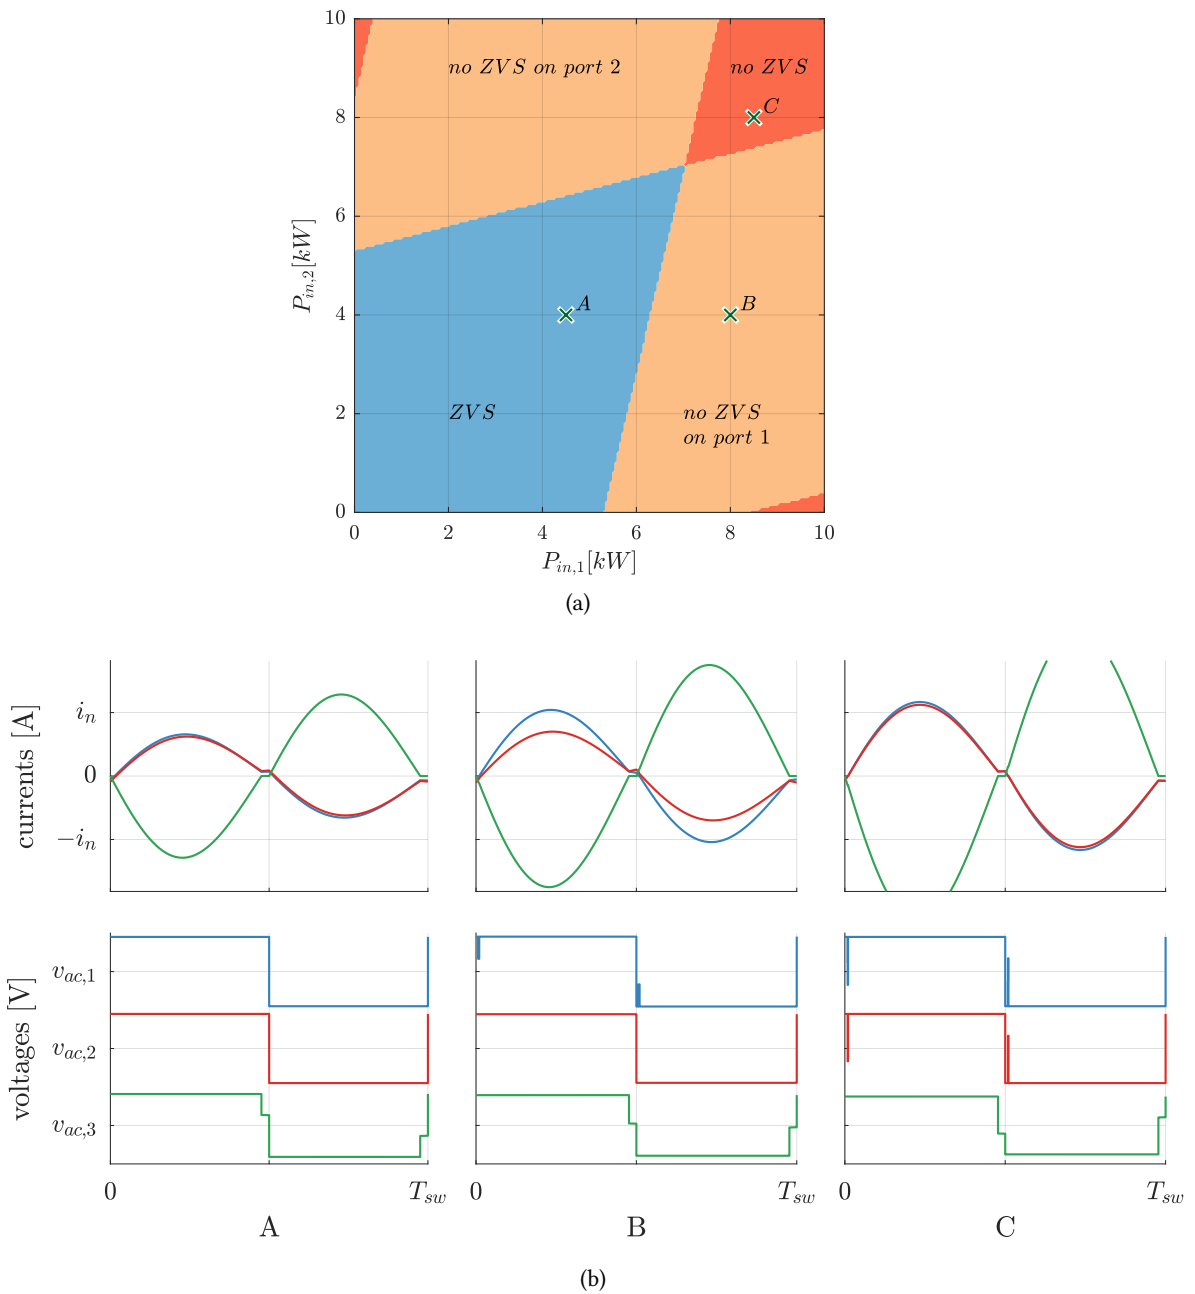 10
8
6
4
2
0
P_{in,2}[kW]
no ZVS on port 2
no ZVS
C
A
B
ZVS
no ZVS
on port 1
0 2 4 6 8 10
P_{in,1}[kW]
(a)
currents [A]
i_n
0
−i_n
voltages [V]
v_{ac,1}
v_{ac,2}
v_{ac,3}
0 T_{sw} 0 T_{sw} 0 T_{sw}
A B C
(b)